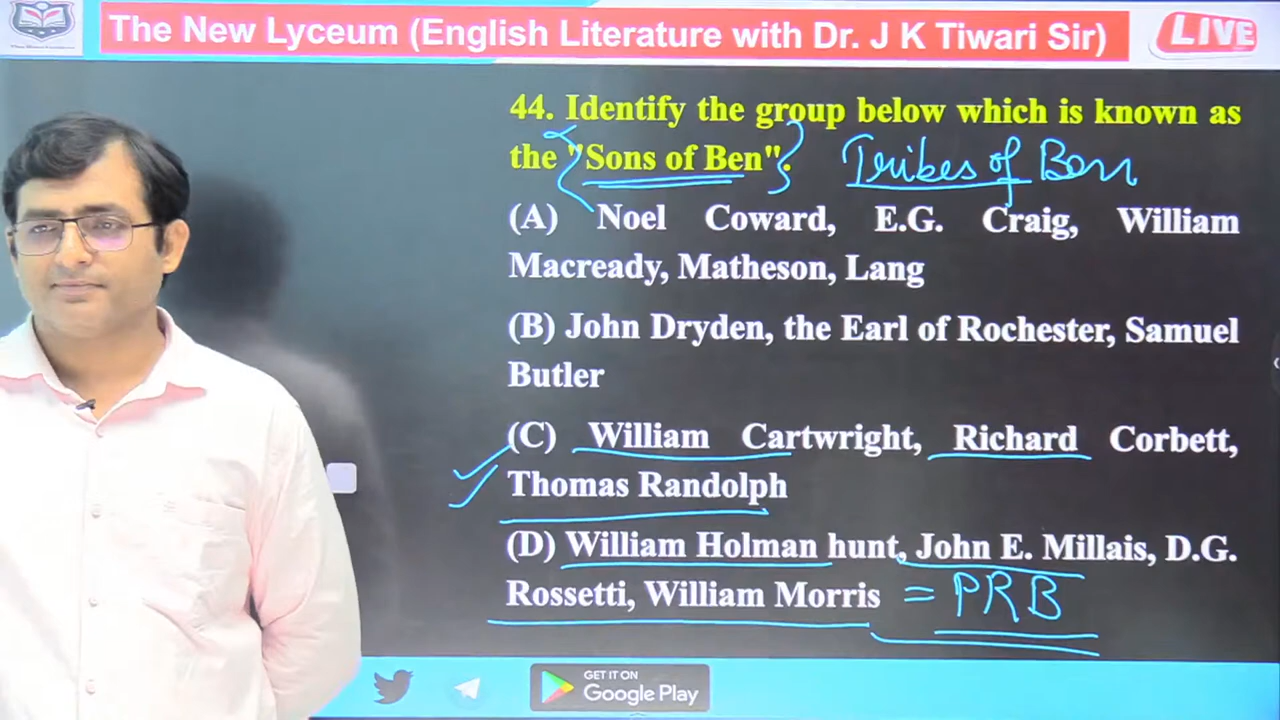 The New Lyceum (English Literature with Dr. J K Tiwari Sir)
LIVE
44. Identify the group below which is known as
the "Sons of Ben". Tribes of Ben
(A) Noel Coward, E.G. Craig, William
Macready, Matheson, Lang
(B) John Dryden, the Earl of Rochester, Samuel
Butler
(C) William Cartwright, Richard Corbett,
Thomas Randolph
(D) William Holman hunt, John E. Millais, D.G.
Rossetti, William Morris = PRB
GET IT ON
Google Play